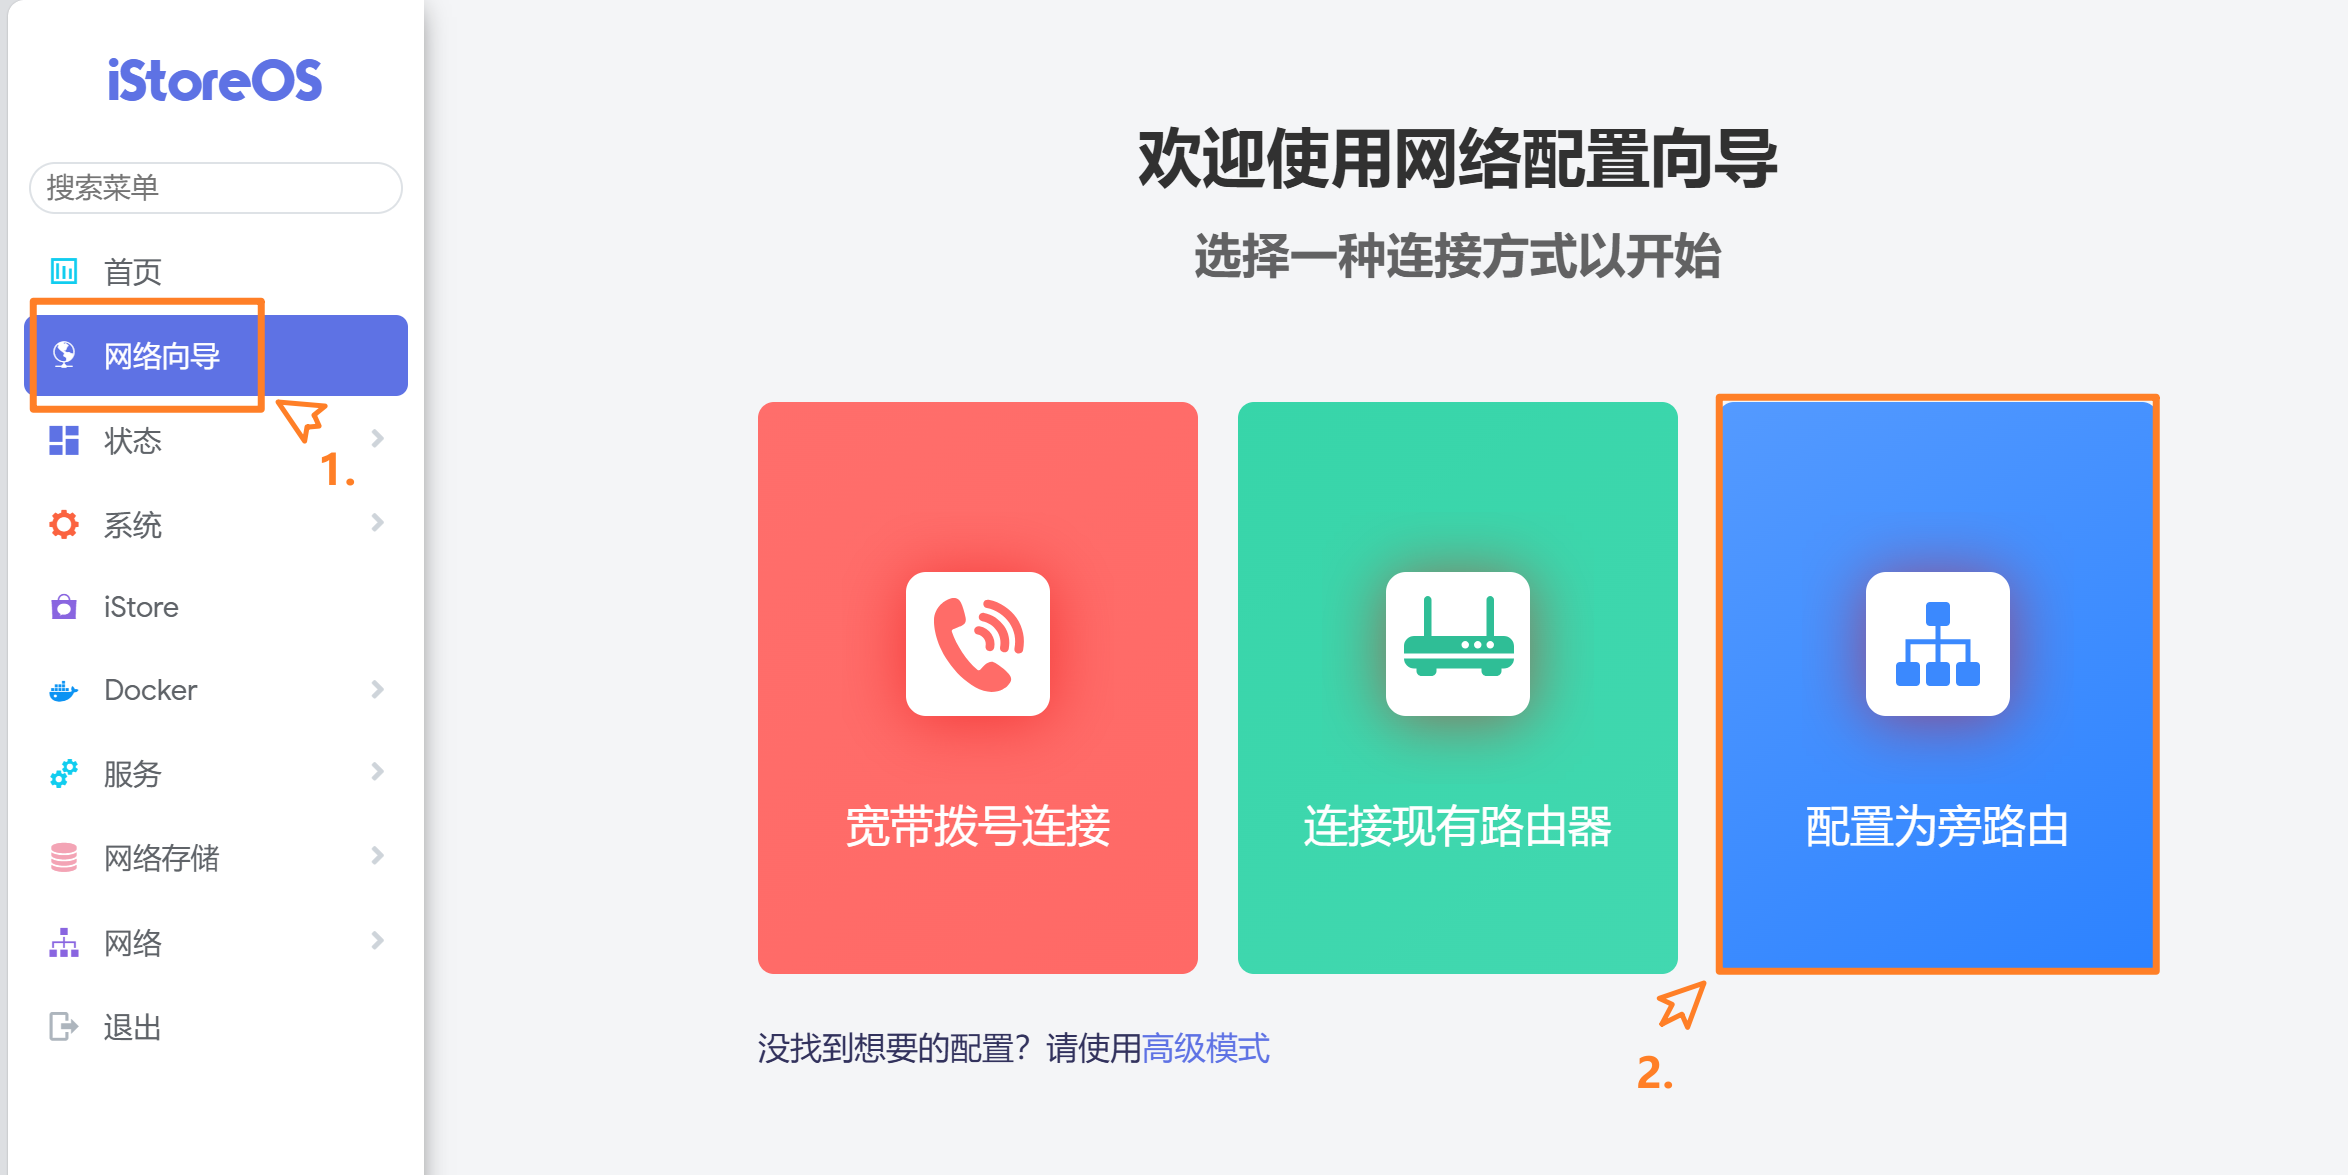 iStoreOS
搜索菜单
首页
网络向导
1.
状态
系统
iStore
Docker
服务
网络存储
网络
退出
欢迎使用网络配置向导
选择一种连接方式以开始
宽带拨号连接
连接现有路由器
配置为旁路由
没找到想要的配置？请使用高级模式
2.